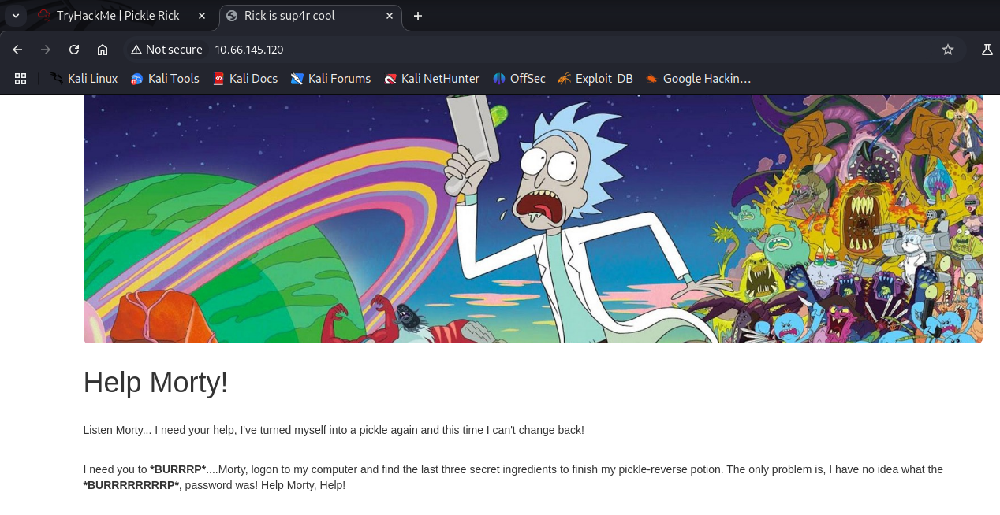 TryHackMe | Pickle Rick
Rick is sup4r cool
Not secure
10.66.145.120
Kali Linux
Kali Tools
Kali Docs
Kali Forums
Kali NetHunter
OffSec
Exploit-DB
Google Hackin…
Help Morty!
Listen Morty... I need your help, I've turned myself into a pickle again and this time I can't change back!
I need you to *BURRRP*....Morty, logon to my computer and find the last three secret ingredients to finish my pickle-reverse potion. The only problem is, I have no idea what the
*BURRRRRRRRP*, password was! Help Morty, Help!